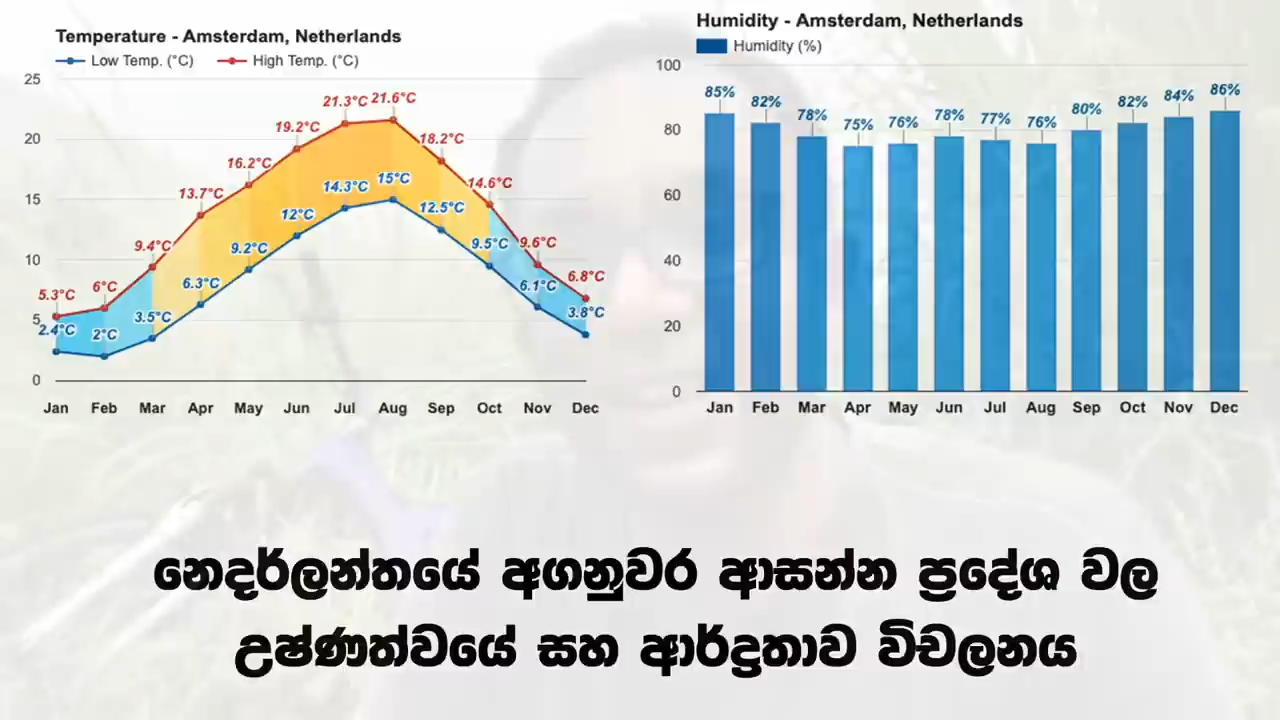 Temperature - Amsterdam, Netherlands
Low Temp. (°C) High Temp. (°C)
25
20
15
10
5
0
5.3°C 6°C 9.4°C 13.7°C 16.2°C 19.2°C 21.3°C 21.6°C 18.2°C 14.6°C 9.6°C 6.8°C
2.4°C 2°C 3.5°C 6.3°C 9.2°C 12°C 14.3°C 15°C 12.5°C 9.5°C 6.1°C 3.8°C
Jan Feb Mar Apr May Jun Jul Aug Sep Oct Nov Dec
Humidity - Amsterdam, Netherlands
Humidity (%)
100
80
60
40
20
0
85% 82% 78% 75% 76% 78% 77% 76% 80% 82% 84% 86%
Jan Feb Mar Apr May Jun Jul Aug Sep Oct Nov Dec
නෙදර්ලන්තයේ අගනුවර ආසන්න ප්‍රදේශ වල
උෂ්ණත්වයේ සහ ආර්ද්‍රතාව විචලනය